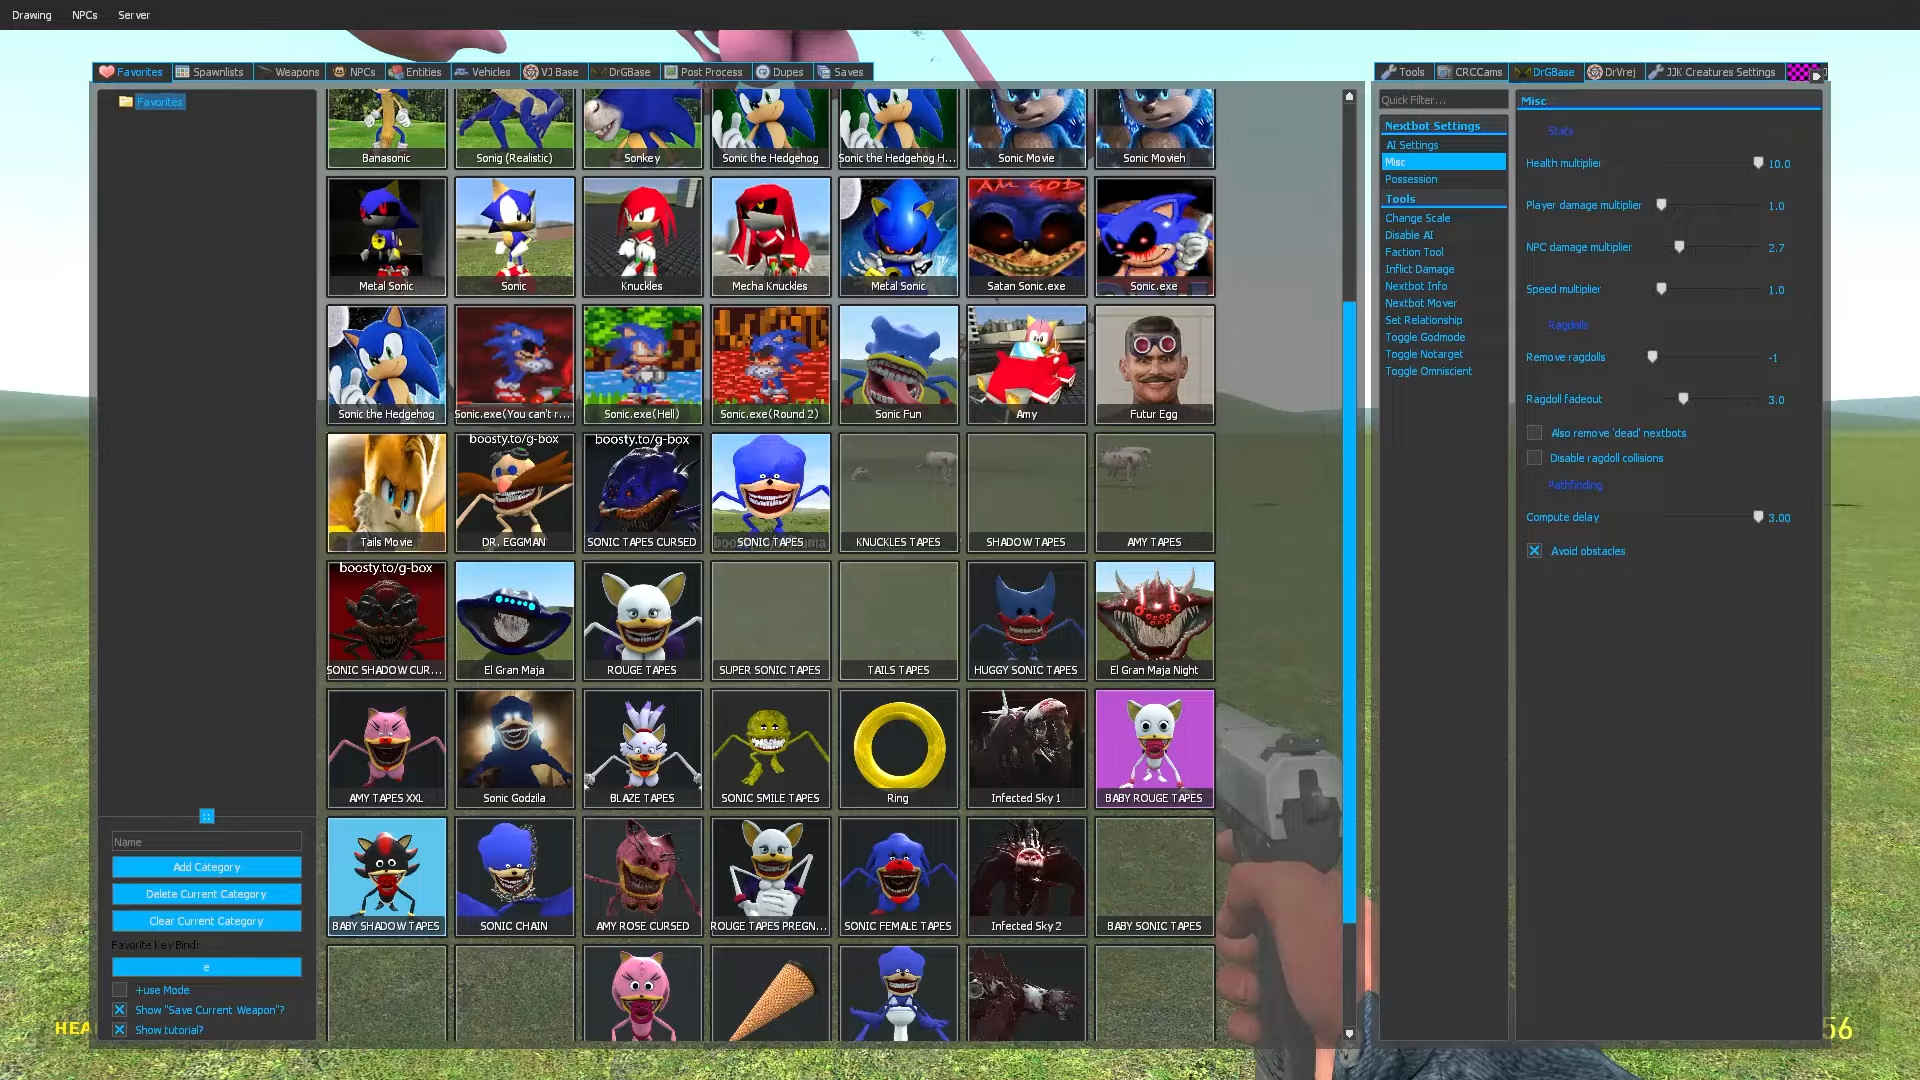 Drawing NPCs Server
Favorites Spawnlists Weapons NPCs Entities Vehicles VJ Base DrGBase Post Process Dupes Saves
Tools CRCCams DrGBase DrVrej JJK Creatures Settings
Favorites
Banasonic
Sonig (Realistic)
Sonkey
Sonic the Hedgehog
Sonic the Hedgehog H...
Sonic Movie
Sonic Movieh
AM GOD.
Metal Sonic
Sonic
Knuckles
Mecha Knuckles
Metal Sonic
Satan Sonic.exe
Sonic.exe
Sonic the Hedgehog
Sonic.exe(You can't r...
Sonic.exe(Hell)
Sonic.exe(Round 2)
Sonic Fun
Amy
Futur Egg
boosty.to/g-box
boosty.to/g-box
Tails Movie
DR. EGGMAN
SONIC TAPES CURSED
SONIC TAPES
KNUCKLES TAPES
SHADOW TAPES
AMY TAPES
boosty.to/g-box
SONIC SHADOW CUR...
El Gran Maja
ROUGE TAPES
SUPER SONIC TAPES
TAILS TAPES
HUGGY SONIC TAPES
El Gran Maja Night
AMY TAPES XXL
Sonic Godzila
BLAZE TAPES
SONIC SMILE TAPES
Ring
Infected Sky 1
BABY ROUGE TAPES
BABY SHADOW TAPES
SONIC CHAIN
AMY ROSE CURSED
ROUGE TAPES PREGN...
SONIC FEMALE TAPES
Infected Sky 2
BABY SONIC TAPES
Name
Add Category
Delete Current Category
Clear Current Category
Favorite Key Bind:
e
+use Mode
Show "Save Current Weapon"?
Show tutorial?
HEA
56
Quick Filter...
Nextbot Settings
AI Settings
Misc
Possession
Tools
Change Scale
Disable AI
Faction Tool
Inflict Damage
Nextbot Info
Nextbot Mover
Set Relationship
Toggle Godmode
Toggle Notarget
Toggle Omniscient
Misc
Stats
Health multiplier 10.0
Player damage multiplier 1.0
NPC damage multiplier 2.7
Speed multiplier 1.0
Ragdolls
Remove ragdolls -1
Ragdoll fadeout 3.0
Also remove 'dead' nextbots
Disable ragdoll collisions
Pathfinding
Compute delay 3.00
Avoid obstacles